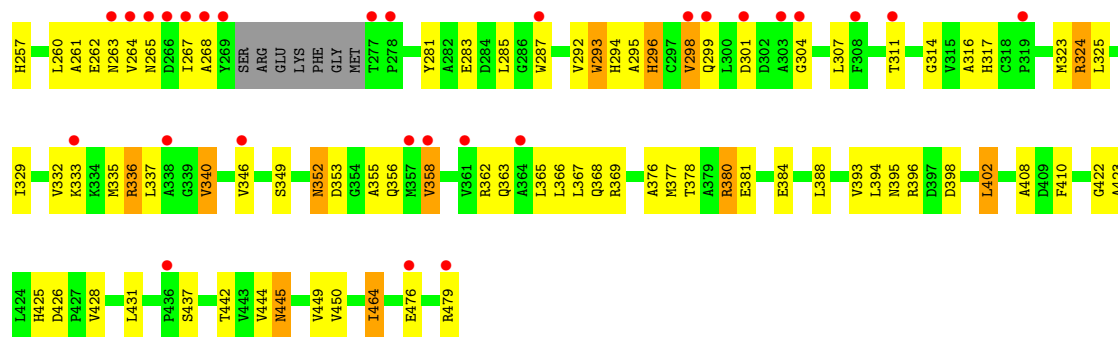 H257 L260 A261 E262 N263 V264 N265 D266 I267 A268 Y269 SER ARG GLU LYS PHE GLY MET T277 P278 Y281 A282 E283 D284 L285 G286 W287 V292 W293 H294 A295 H296 C297 V298 Q299 L300 D301 D302 A303 G304 L307 F308 T311 G314 V315 A316 H317 C318 P319 M323 R324 L325
I329 V332 K333 K334 M335 R336 L337 A338 G339 V340 V346 S349 N352 D353 G354 A355 Q356 M357 V358 V361 R362 Q363 A364 L365 L366 L367 Q368 R369 A376 M377 T378 A379 R380 E381 E384 L388 V393 L394 N395 R396 D397 D398 L402 A408 D409 F410 G422 A423
L424 H425 D426 P427 V428 L431 P436 S437 T442 V443 V444 N445 V449 V450 I464 E476 R479